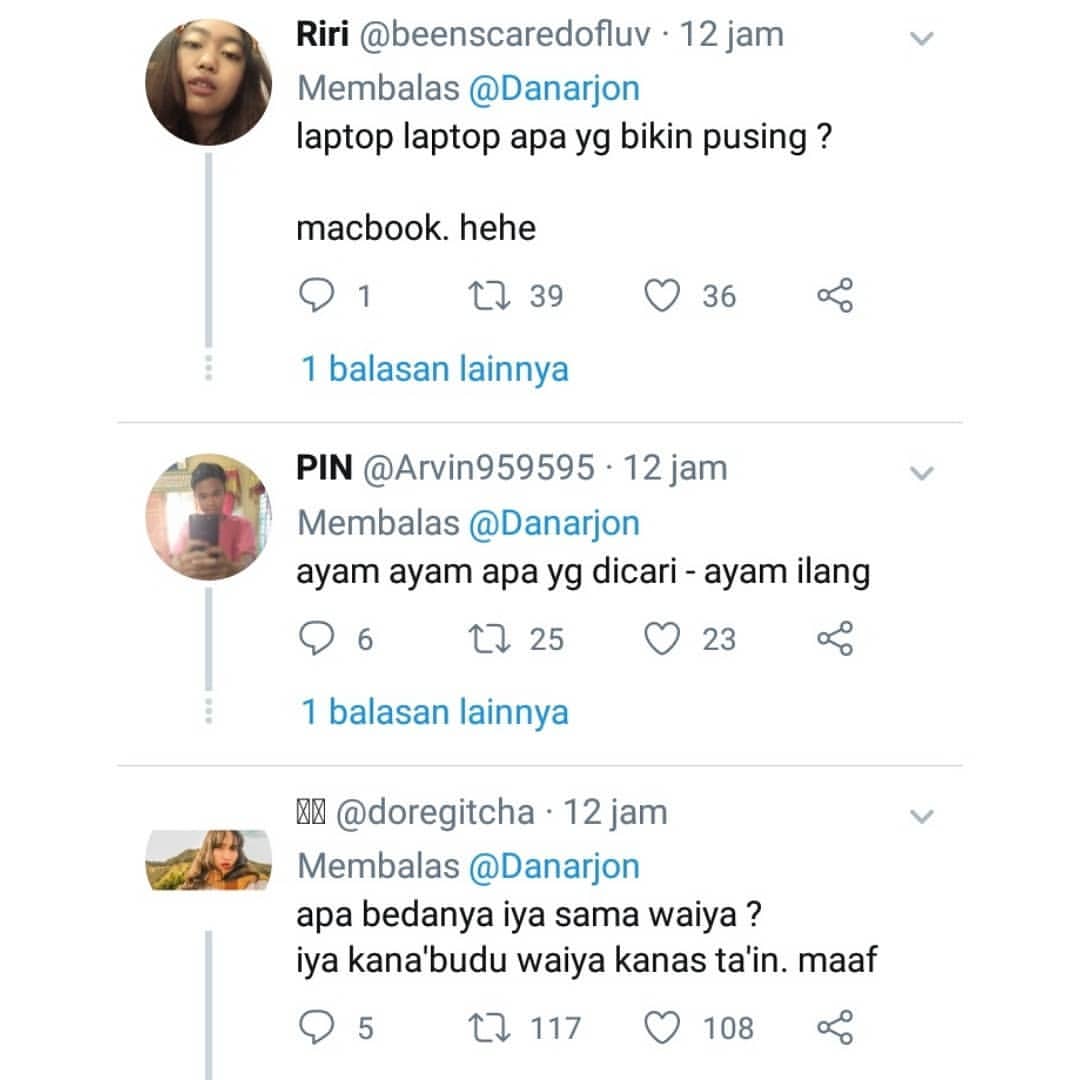 Riri @beenscaredofluv · 12 jam
Membalas @Danarjon
laptop laptop apa yg bikin pusing ?
macbook. hehe
1 39 36
1 balasan lainnya
PIN @Arvin959595 · 12 jam
Membalas @Danarjon
ayam ayam apa yg dicari - ayam ilang
6 25 23
1 balasan lainnya
@doregitcha · 12 jam
Membalas @Danarjon
apa bedanya iya sama waiya ?
iya kana'budu waiya kanas ta'in. maaf
5 117 108